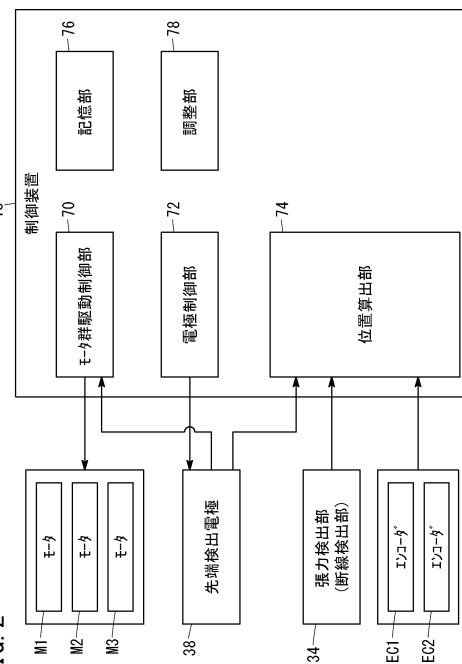 制御装置
モータ
M1
モータ
M2
モータ
M3
モータ群駆動制御部
70
記憶部
76
先端検出電極
38
電極制御部
72
調整部
78
張力検出部
(断線検出部)
34
位置算出部
74
エンコーダ
EC1
エンコーダ
EC2